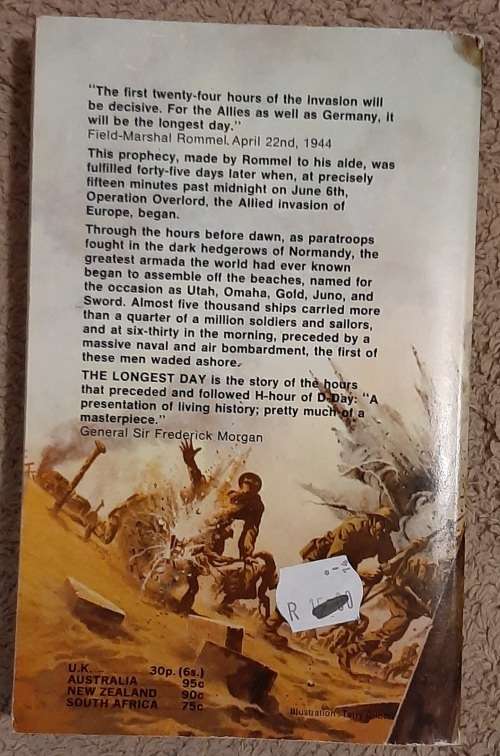 "The first twenty-four hours of the invasion will
be decisive. For the Allies as well as Germany, it
will be the longest day."
Field-Marshal Rommel, April 22nd, 1944
This prophecy, made by Rommel to his aide, was
fulfilled forty-five days later when, at precisely
fifteen minutes past midnight on June 6th,
Operation Overlord, the Allied invasion of
Europe, began.
Through the hours before dawn, as paratroops
fought in the dark hedgerows of Normandy, the
greatest armada the world had ever known
began to assemble off the beaches, named for
the occasion as Utah, Omaha, Gold, Juno, and
Sword. Almost five thousand ships carried more
than a quarter of a million soldiers and sailors,
and at six-thirty in the morning, preceded by a
massive naval and air bombardment, the first of
these men waded ashore.
THE LONGEST DAY is the story of the hours
that preceded and followed H-hour of D-Day: "A
presentation of living history; pretty much of a
masterpiece."
General Sir Frederick Morgan
R
U.K. 30p. (6s.)
AUSTRALIA 95c
NEW ZEALAND 90c
SOUTH AFRICA 75c
Illustration: Terry